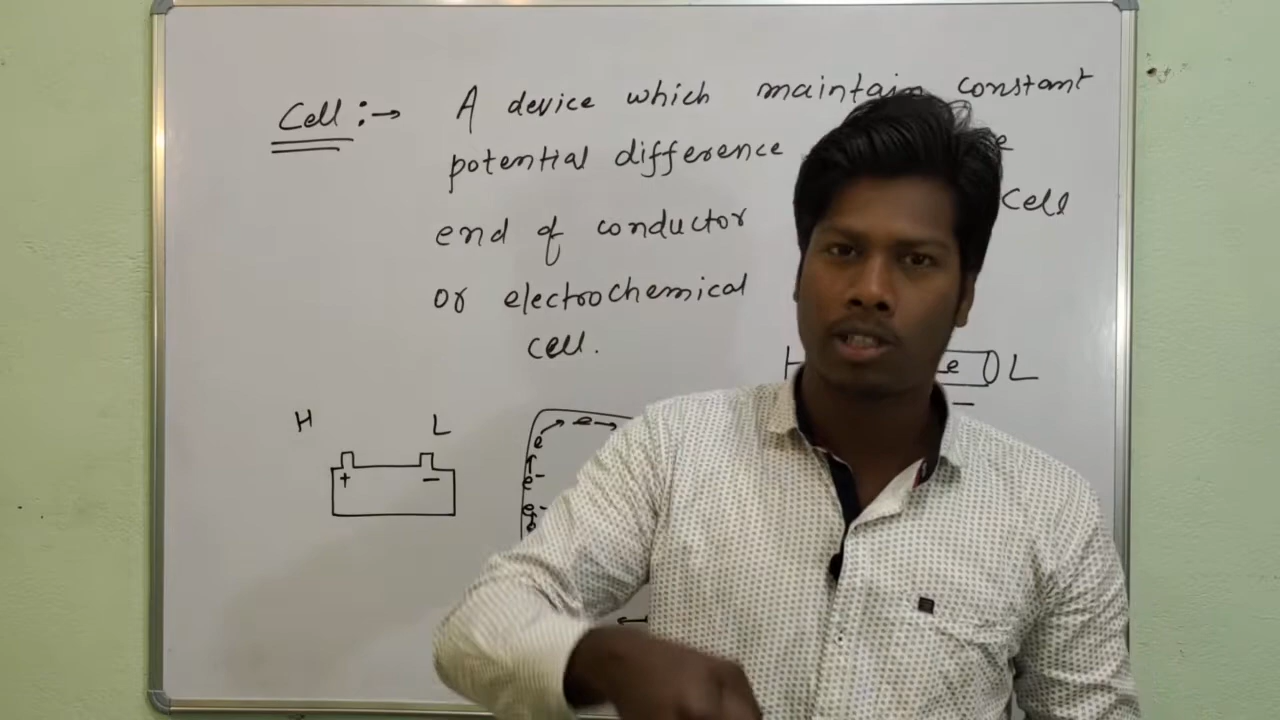 Cell :→ A device which maintain constant
potential difference
end of conductor Cell
or electrochemical
cell.
H e L
−
H L
+ −
e → e →
e-
e-
e